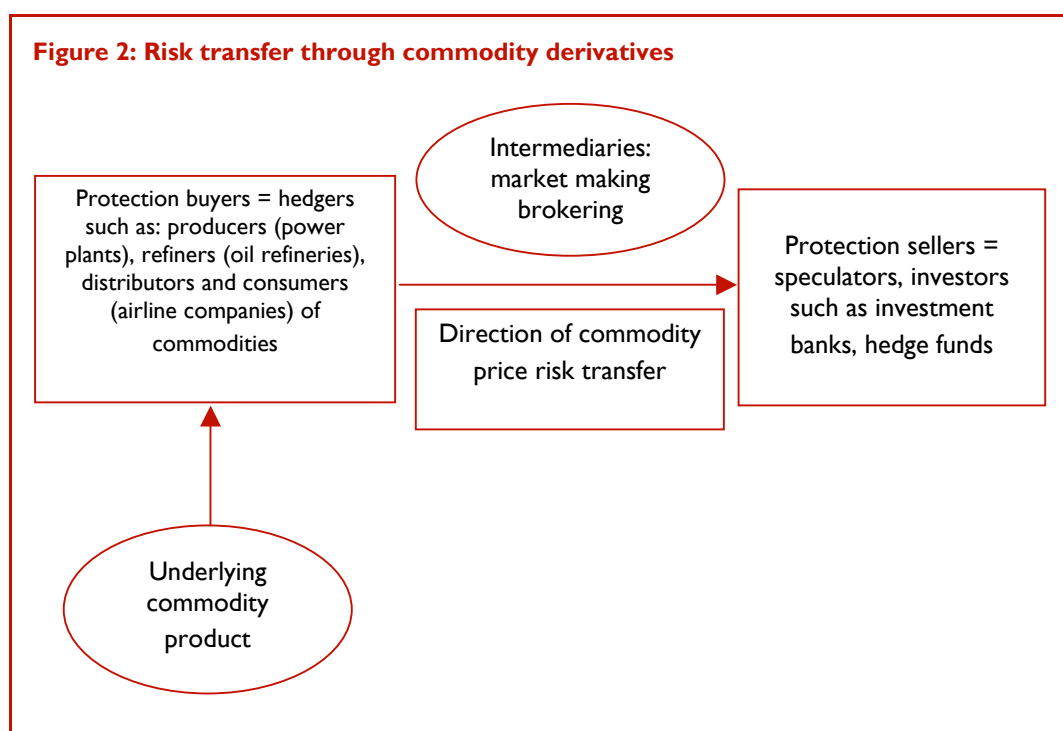 Figure 2: Risk transfer through commodity derivatives
Intermediaries:
market making
brokering
Protection buyers = hedgers
such as: producers (power
plants), refiners (oil refineries),
distributors and consumers
(airline companies) of
commodities
Protection sellers =
speculators, investors
such as investment
banks, hedge funds
Direction of commodity
price risk transfer
Underlying
commodity
product